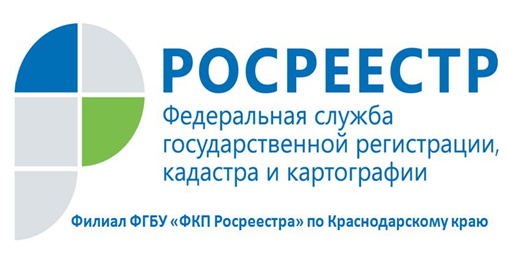 РОСРЕЕСТР
Федеральная служба
государственной регистрации,
кадастра и картографии
Филиал ФГБУ «ФКП Росреестра» по Краснодарскому краю